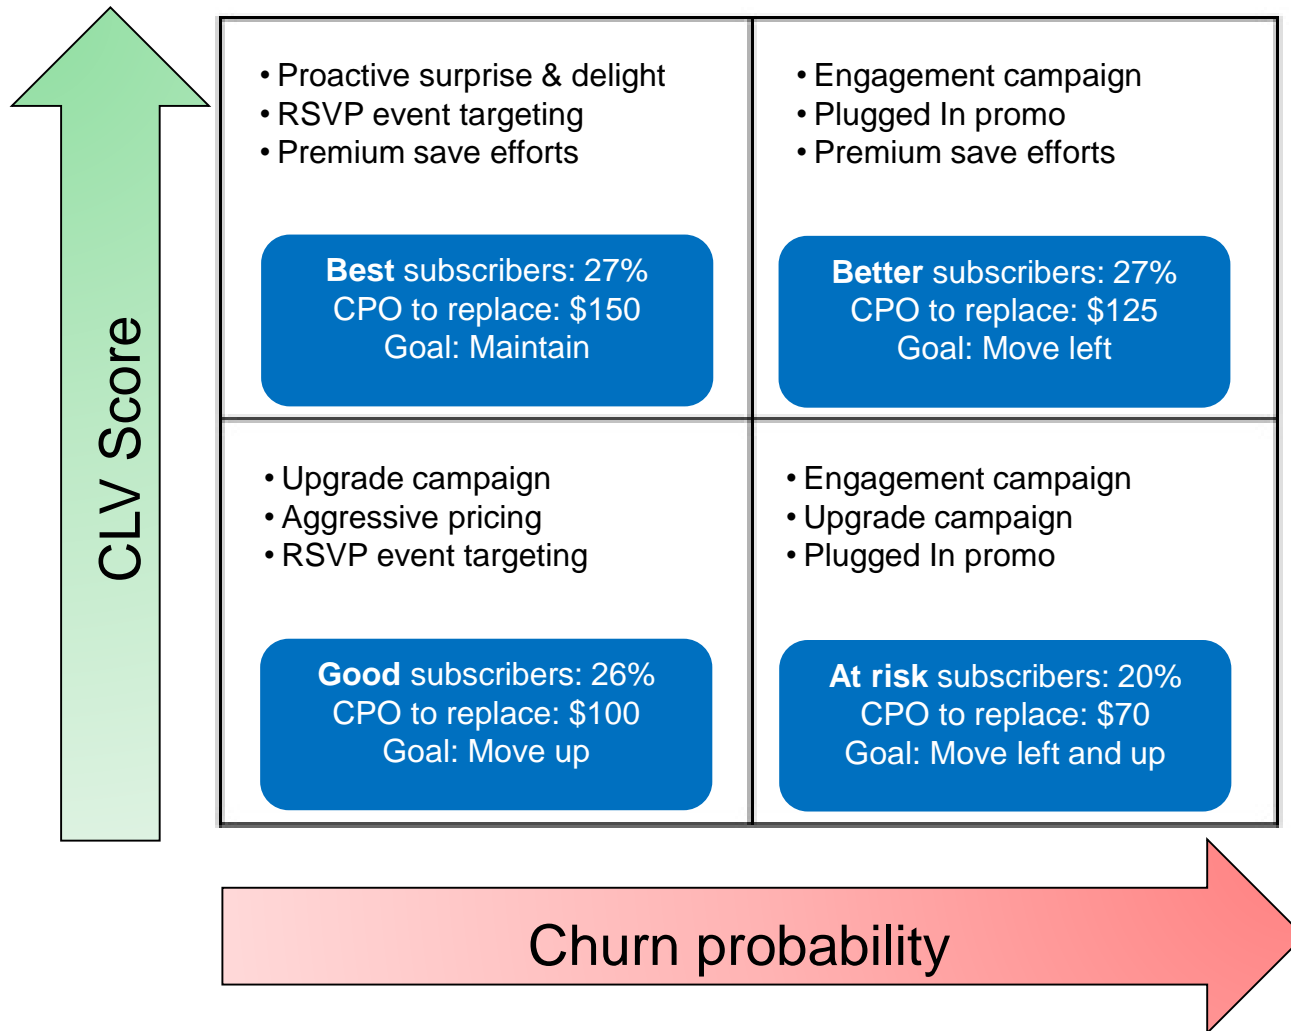 CLV Score
• Proactive surprise & delight
• RSVP event targeting
• Premium save efforts
Best subscribers: 27%
CPO to replace: $150
Goal: Maintain
• Engagement campaign
• Plugged In promo
• Premium save efforts
Better subscribers: 27%
CPO to replace: $125
Goal: Move left
• Upgrade campaign
• Aggressive pricing
• RSVP event targeting
Good subscribers: 26%
CPO to replace: $100
Goal: Move up
• Engagement campaign
• Upgrade campaign
• Plugged In promo
At risk subscribers: 20%
CPO to replace: $70
Goal: Move left and up
Churn probability